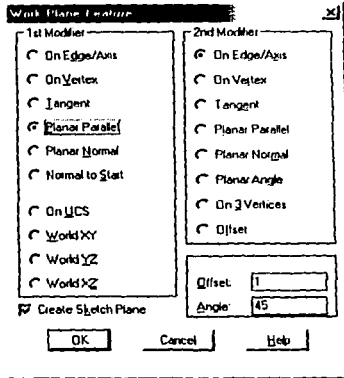 Work Plane Feature
1st Modifier
On Edge/Axis
On Vertex
Tangent
Planar Parallel
Planar Normal
Normal to Start
On UCS
World XY
World YZ
World XZ
Create Sketch Plane
2nd Modifier
On Edge/Axis
On Vertex
Tangent
Planar Parallel
Planar Normal
Planar Angle
On 3 Vertices
Offset
Offset: 1
Angle: 45
OK
Cancel
Help